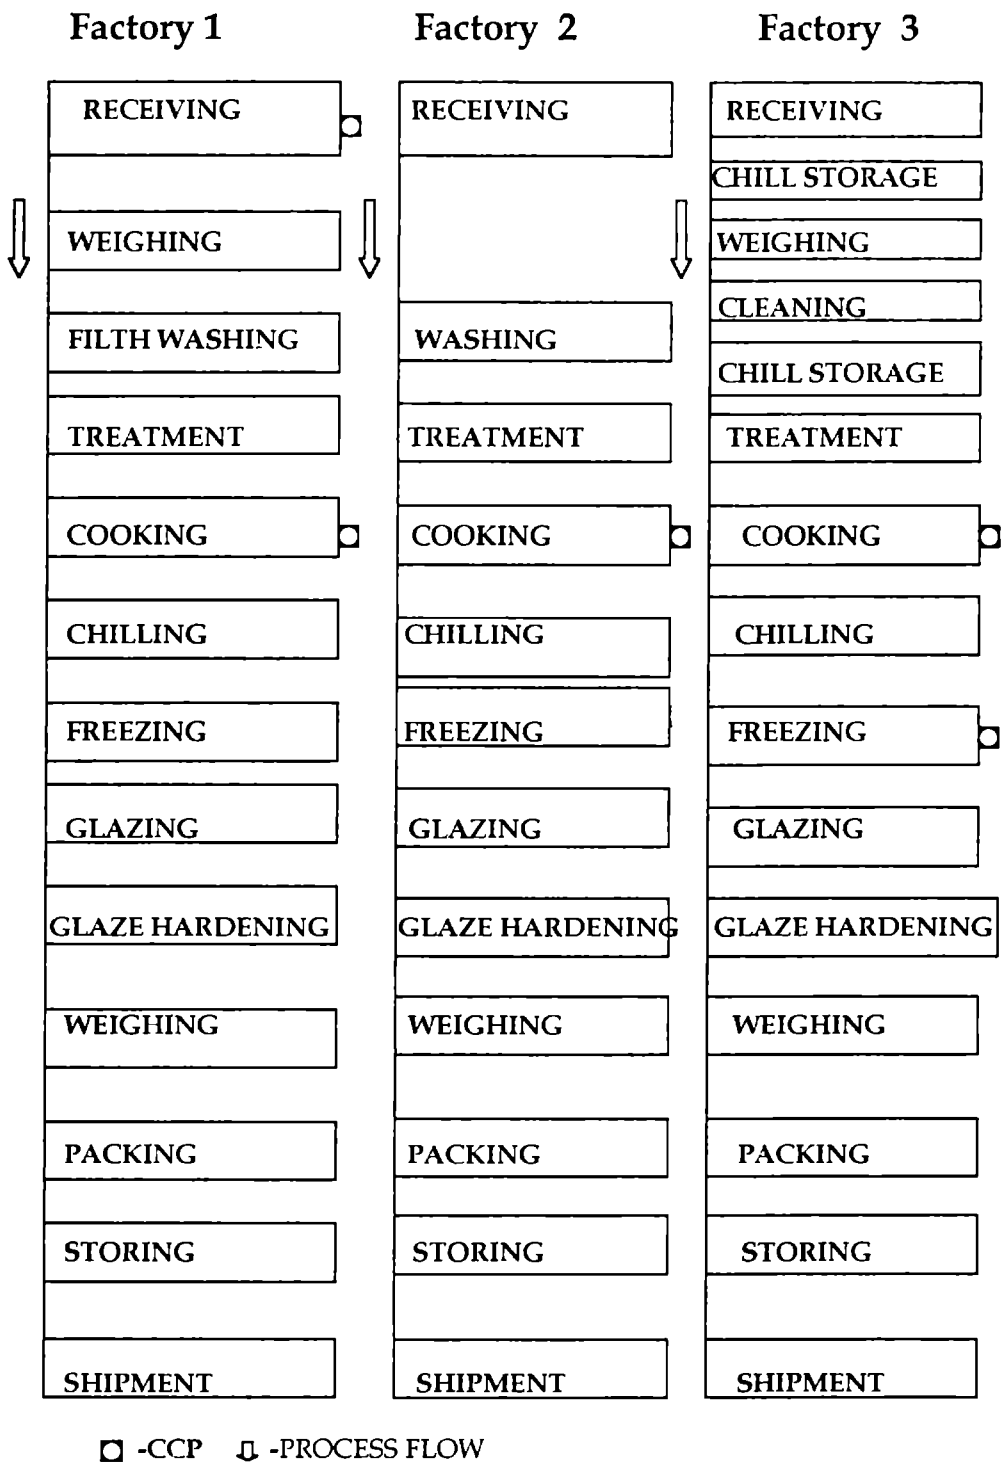 Factory 1
RECEIVING
WEIGHING
FILTH WASHING
TREATMENT
COOKING
CHILLING
FREEZING
GLAZING
GLAZE HARDENING
WEIGHING
PACKING
STORING
SHIPMENT
Factory 2
RECEIVING
WASHING
TREATMENT
COOKING
CHILLING
FREEZING
GLAZING
GLAZE HARDENING
WEIGHING
PACKING
STORING
SHIPMENT
Factory 3
RECEIVING
CHILL STORAGE
WEIGHING
CLEANING
CHILL STORAGE
TREATMENT
COOKING
CHILLING
FREEZING
GLAZING
GLAZE HARDENING
WEIGHING
PACKING
STORING
SHIPMENT
-CCP
-PROCESS FLOW